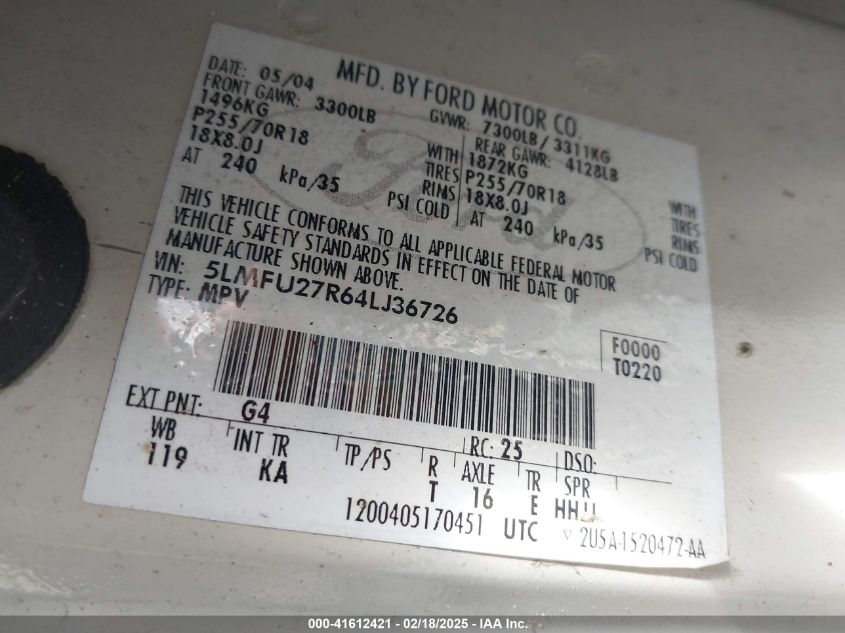 MFD. BY FORD MOTOR CO.
DATE: 05/04 GVWR: 7300LB/ 3311KG
FRONT GAWR: 3300LB REAR GAWR: 4128LB
1496KG WITH 1872KG WITH
P255/70R18 TIRES P255/70R18 TIRES
18X8.0J RIMS 18X8.0J RIMS
AT 240 kPa/35 PSI COLD AT 240 kPa/35 PSI COLD
THIS VEHICLE CONFORMS TO ALL APPLICABLE FEDERAL MOTOR
VEHICLE SAFETY STANDARDS IN EFFECT ON THE DATE OF
MANUFACTURE SHOWN ABOVE.
VIN: 5LMFU27R64LJ36726
TYPE: MPV
F0000
T0220
EXT PNT: G4 RC: 25 DSO:
WB INT TR TP/PS R AXLE TR SPR
119 KA T 16 E HHJJ
1200405170451 UTC
2U5A-1520472-AA
Ford
000-41612421 - 02/18/2025 - IAA Inc.